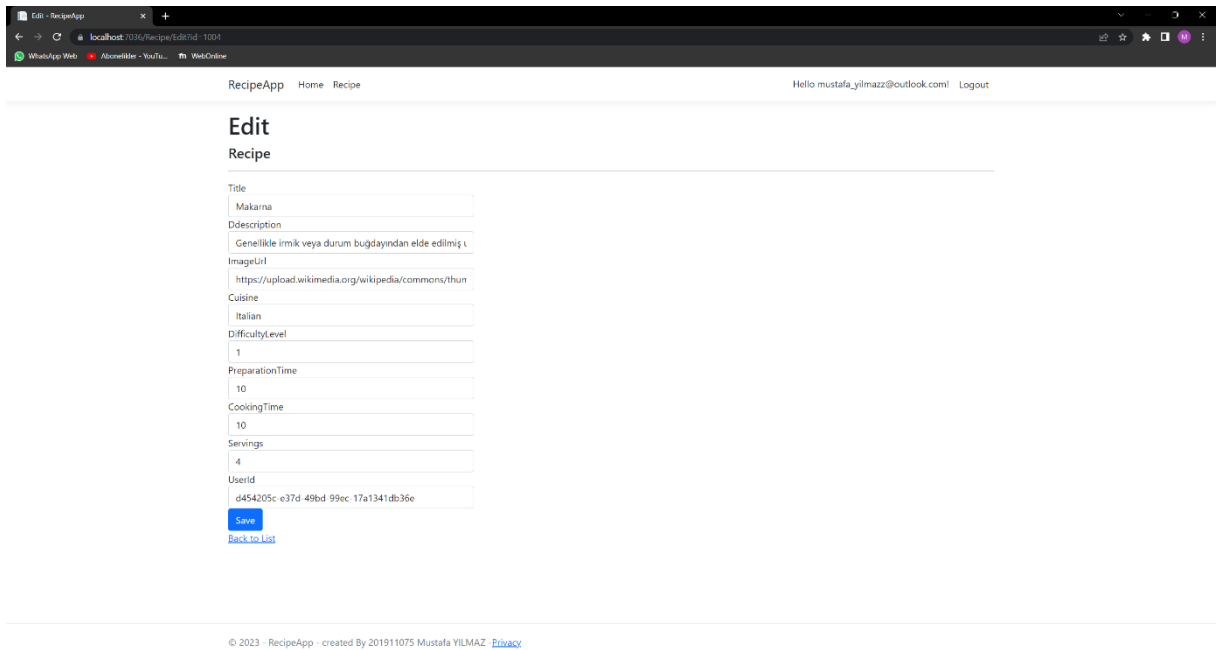 Edit - RecipeApp
localhost:7036/Recipe/Edit?id=1004
WhatsApp Web Abonelikler - YouTu... WebOnline
RecipeApp Home Recipe Hello mustafa_yilmazz@outlook.com! Logout
Edit
Recipe
Title
Makarna
Ddescription
Genellikle irmik veya durum buğdayından elde edilmiş u
ImageUrl
https://upload.wikimedia.org/wikipedia/commons/thun
Cuisine
Italian
DifficultyLevel
1
PreparationTime
10
CookingTime
10
Servings
4
UserId
d454205c-e37d-49bd-99ec-17a1341db36e
Save
Back to List
© 2023 - RecipeApp - created By 201911075 Mustafa YILMAZ Privacy
M